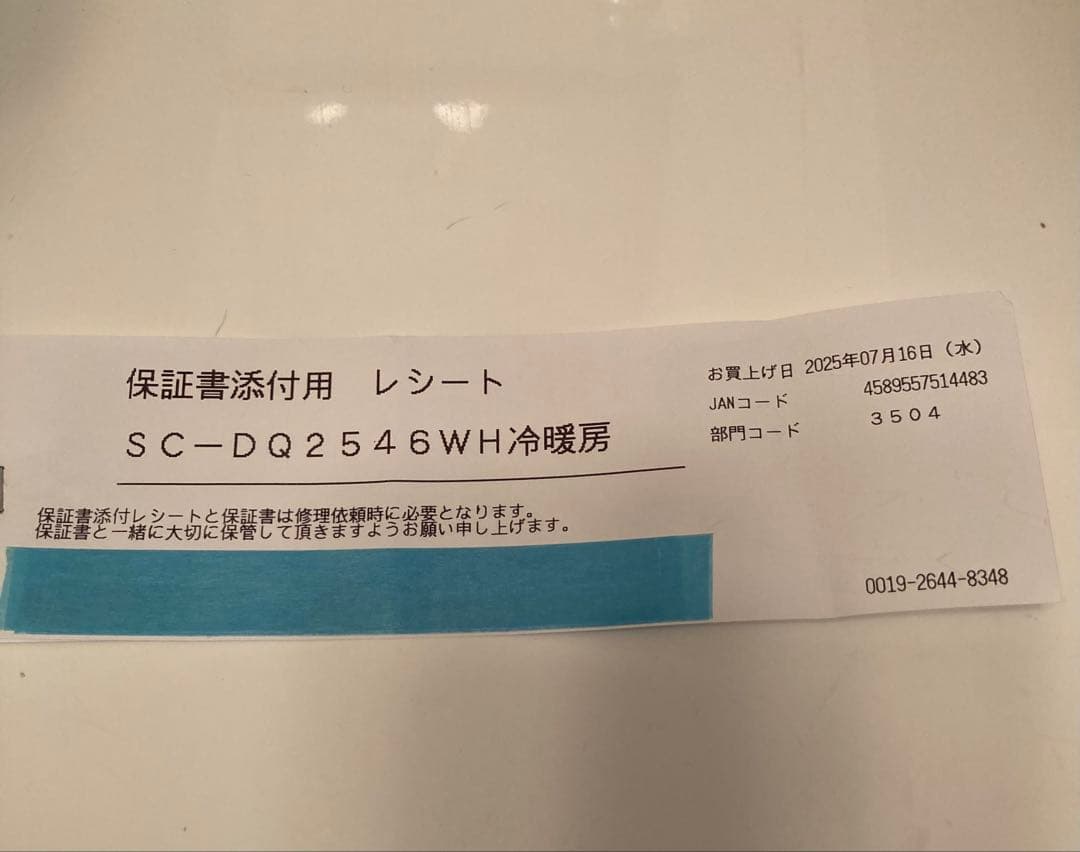 保証書添付用　レシート
ＳＣ－ＤＱ２５４６ＷＨ冷暖房
保証書添付レシートと保証書は修理依頼時に必要となります。
保証書と一緒に大切に保管して頂きますようお願い申し上げます。
お買上げ日 2025年07月16日（水）
JANコード 4589557514483
部門コード ３５０４
0019-2644-8348